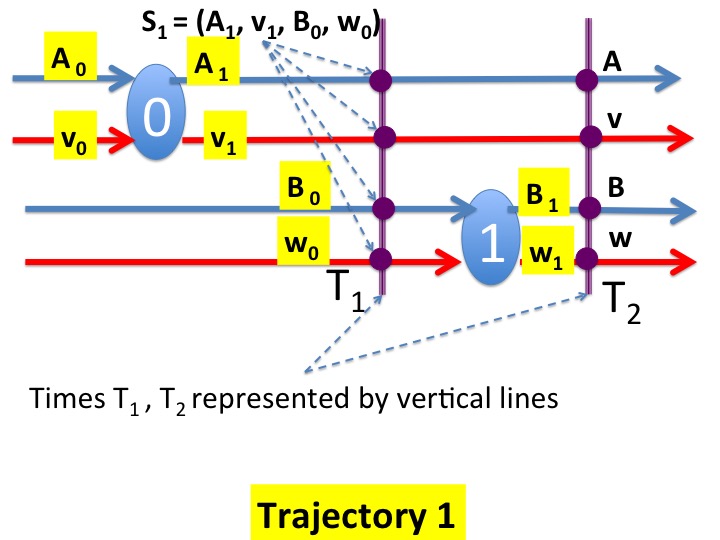 S₁ = (A₁, v₁, B₀, w₀)
A₀ A₁ A
0
v₀ v₁ v
B₀ B₁ B
1
w₀ w₁ w
T₁ T₂
Times T₁ , T₂ represented by vertical lines
Trajectory 1